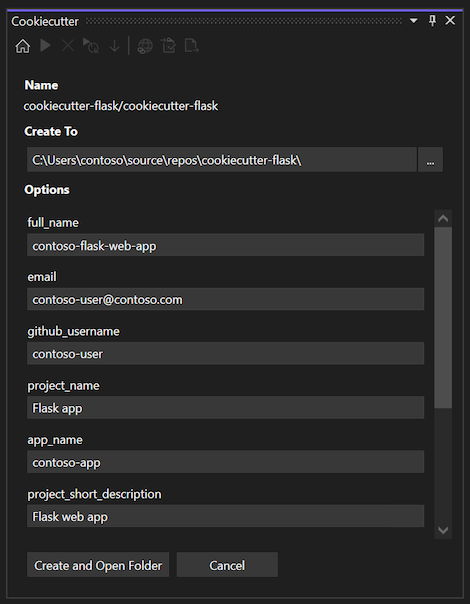 Cookiecutter
Name
cookiecutter-flask/cookiecutter-flask
Create To
C:\Users\contoso\source\repos\cookiecutter-flask\
...
Options
full_name
contoso-flask-web-app
email
contoso-user@contoso.com
github_username
contoso-user
project_name
Flask app
app_name
contoso-app
project_short_description
Flask web app
Create and Open Folder Cancel